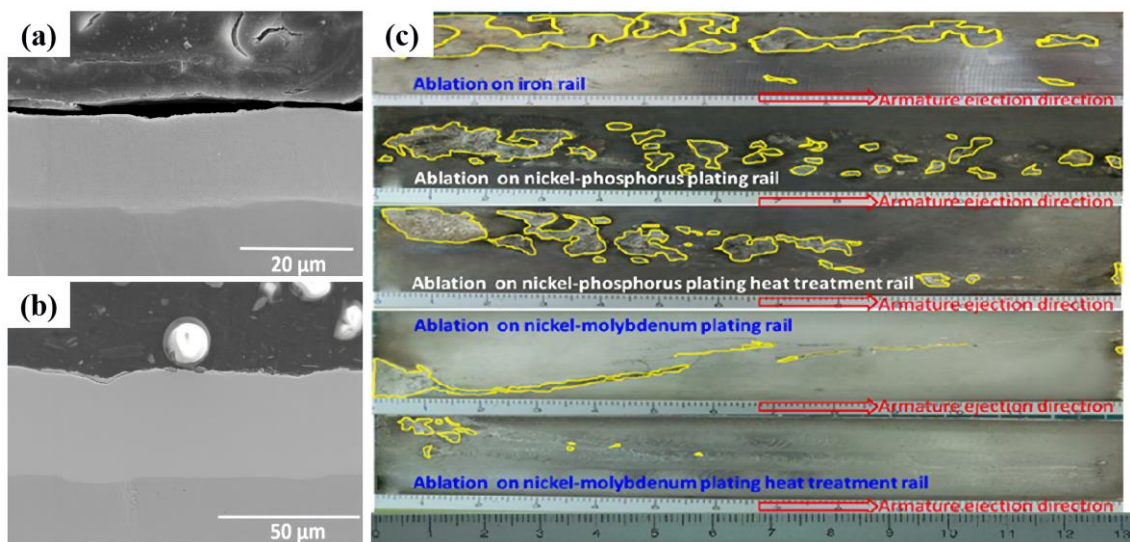 (a)
20 µm
(b)
50 µm
(c)
Ablation on iron rail
Armature ejection direction
Ablation on nickel-phosphorus plating rail
Armature ejection direction
Ablation on nickel-phosphorus plating heat treatment rail
Armature ejection direction
Ablation on nickel-molybdenum plating rail
Armature ejection direction
Ablation on nickel-molybdenum plating heat treatment rail
Armature ejection direction
0 1 2 3 4 5 6 7 8 9 10 11 12 13